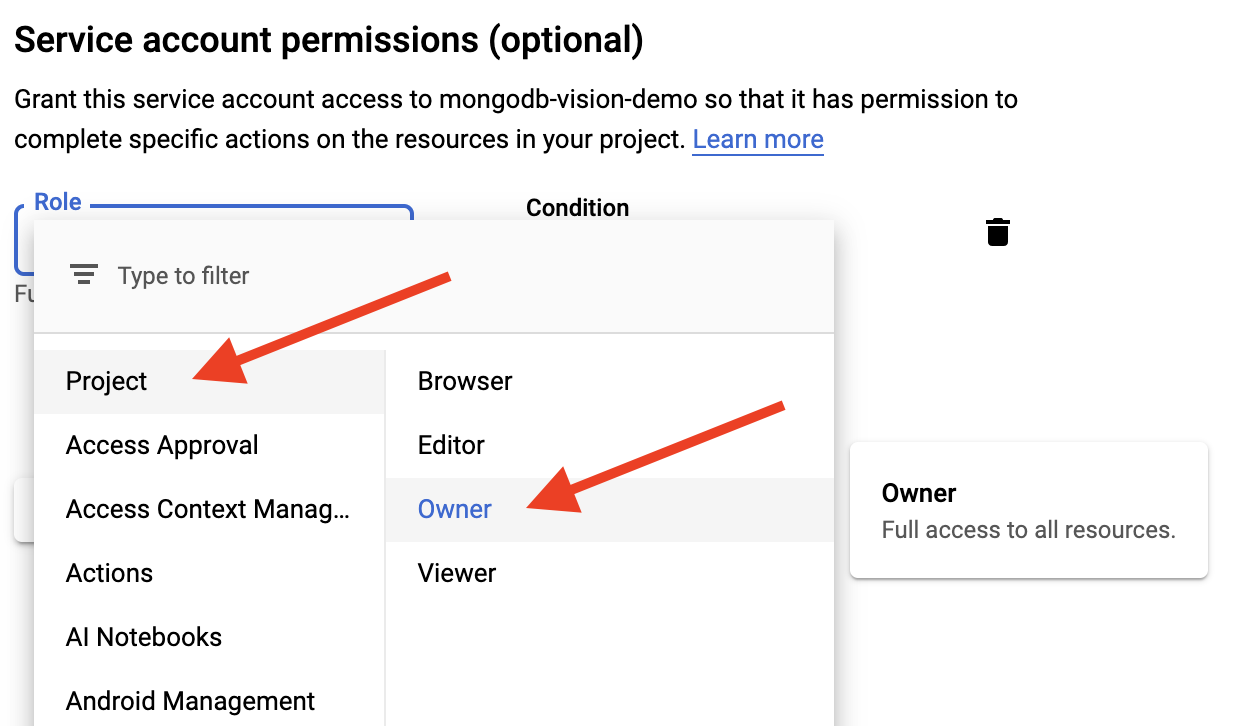 Service account permissions (optional)
Grant this service account access to mongodb-vision-demo so that it has permission to
complete specific actions on the resources in your project. Learn more
Role
Condition
Type to filter
Project
Access Approval
Access Context Manag...
Actions
AI Notebooks
Android Management
Browser
Editor
Owner
Viewer
Owner
Full access to all resources.